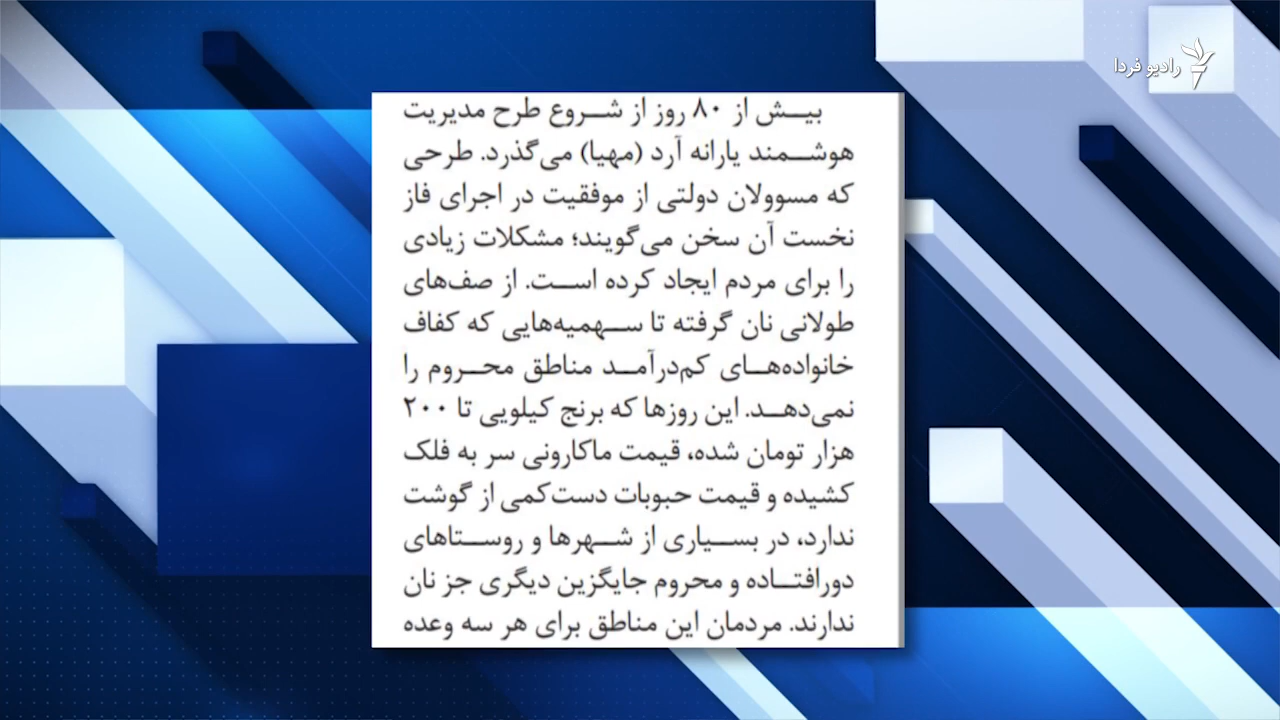 رادیو فردا
بیش از ۸۰ روز از شروع طرح مدیریت
هوشمند یارانه آرد (مهیا) می‌گذرد. طرحی
که مسوولان دولتی از موفقیت در اجرای فاز
نخست آن سخن می‌گویند؛ مشکلات زیادی
را برای مردم ایجاد کرده است. از صف‌های
طولانی نان گرفته تا سهمیه‌هایی که کفاف
خانواده‌های کم‌درآمد مناطق محروم را
نمی‌دهد. این روزها که برنج کیلویی تا ۲۰۰
هزار تومان شده، قیمت ماکارونی سر به فلک
کشیده و قیمت حبوبات دست‌کمی از گوشت
ندارد، در بسیاری از شهرها و روستاهای
دورافتاده و محروم جایگزین دیگری جز نان
ندارند. مردمان این مناطق برای هر سه وعده